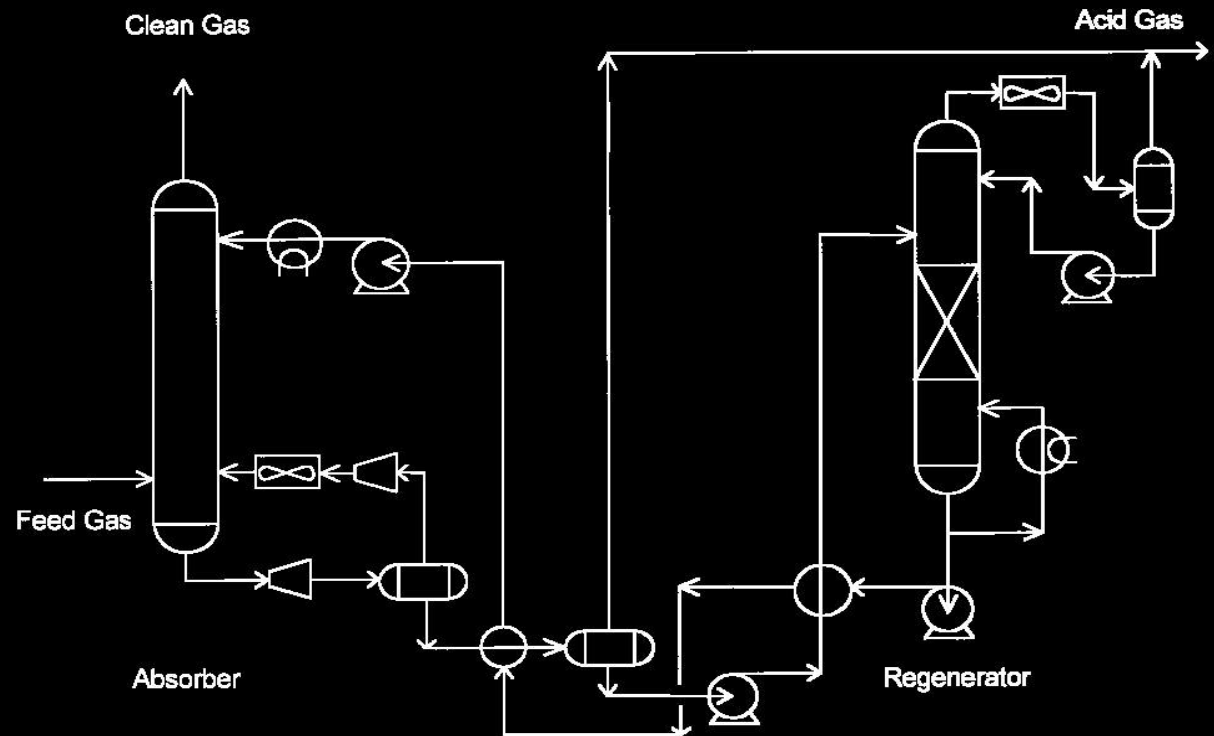 Clean Gas
Acid Gas
Feed Gas
Absorber
Regenerator